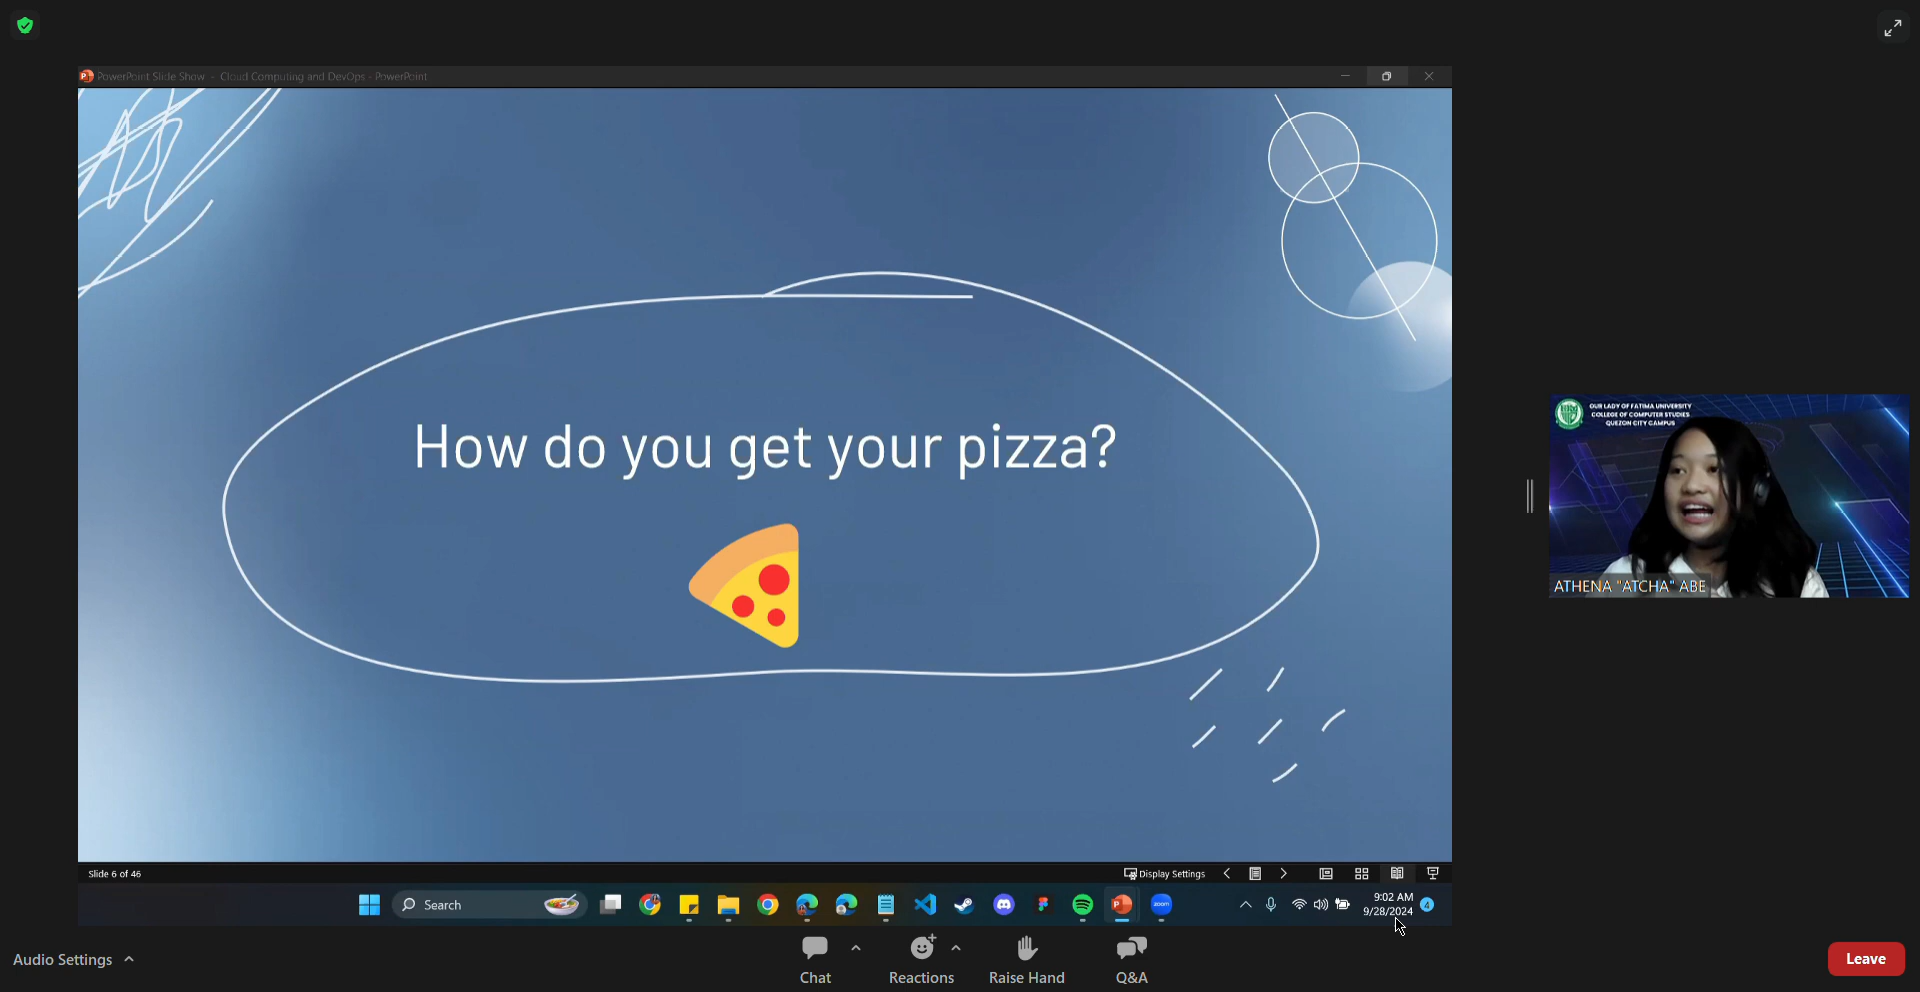 PowerPoint Slide Show - Cloud Computing and DevOps - PowerPoint
How do you get your pizza?
OUR LADY OF FATIMA UNIVERSITY
COLLEGE OF COMPUTER STUDIES
QUEZON CITY CAMPUS
ATHENA "ATCHA" ABE
Slide 6 of 46
Display Settings
Search
zoom
9:02 AM
9/28/2024
4
Audio Settings
Chat
Reactions
Raise Hand
Q&A
Leave